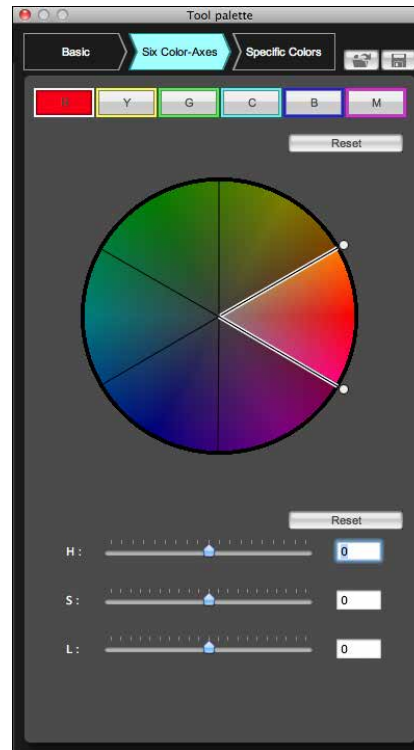 Tool palette
Basic Six Color-Axes Specific Colors
R Y G C B M
Reset
Reset
H : 0
S : 0
L : 0